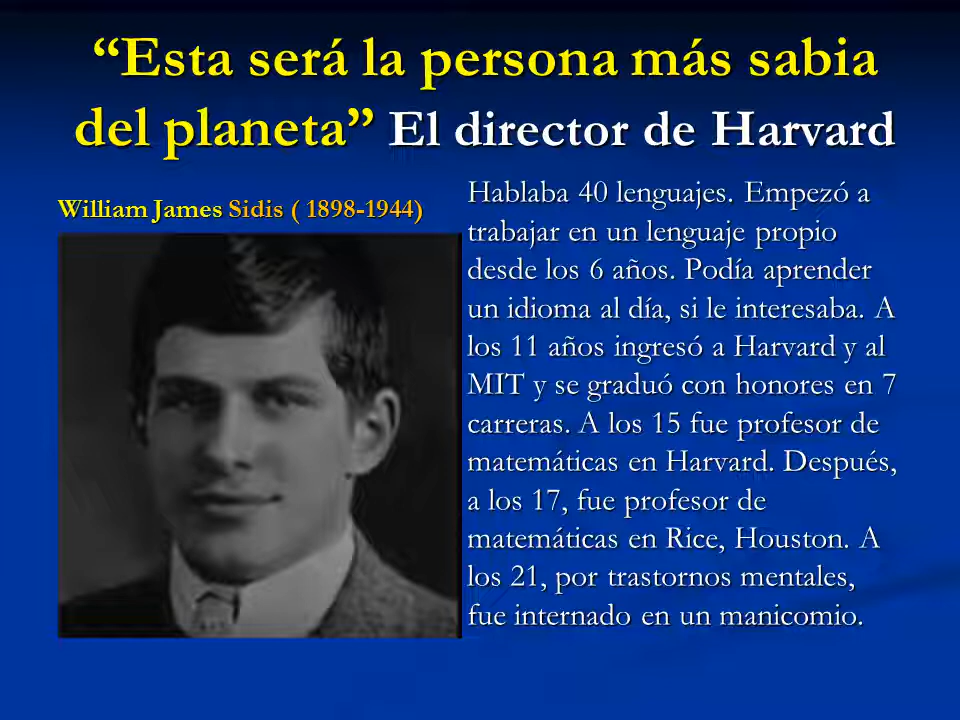 “Esta será la persona más sabia
del planeta” El director de Harvard
William James Sidis ( 1898-1944)
Hablaba 40 lenguajes. Empezó a
trabajar en un lenguaje propio
desde los 6 años. Podía aprender
un idioma al día, si le interesaba. A
los 11 años ingresó a Harvard y al
MIT y se graduó con honores en 7
carreras. A los 15 fue profesor de
matemáticas en Harvard. Después,
a los 17, fue profesor de
matemáticas en Rice, Houston. A
los 21, por trastornos mentales,
fue internado en un manicomio.